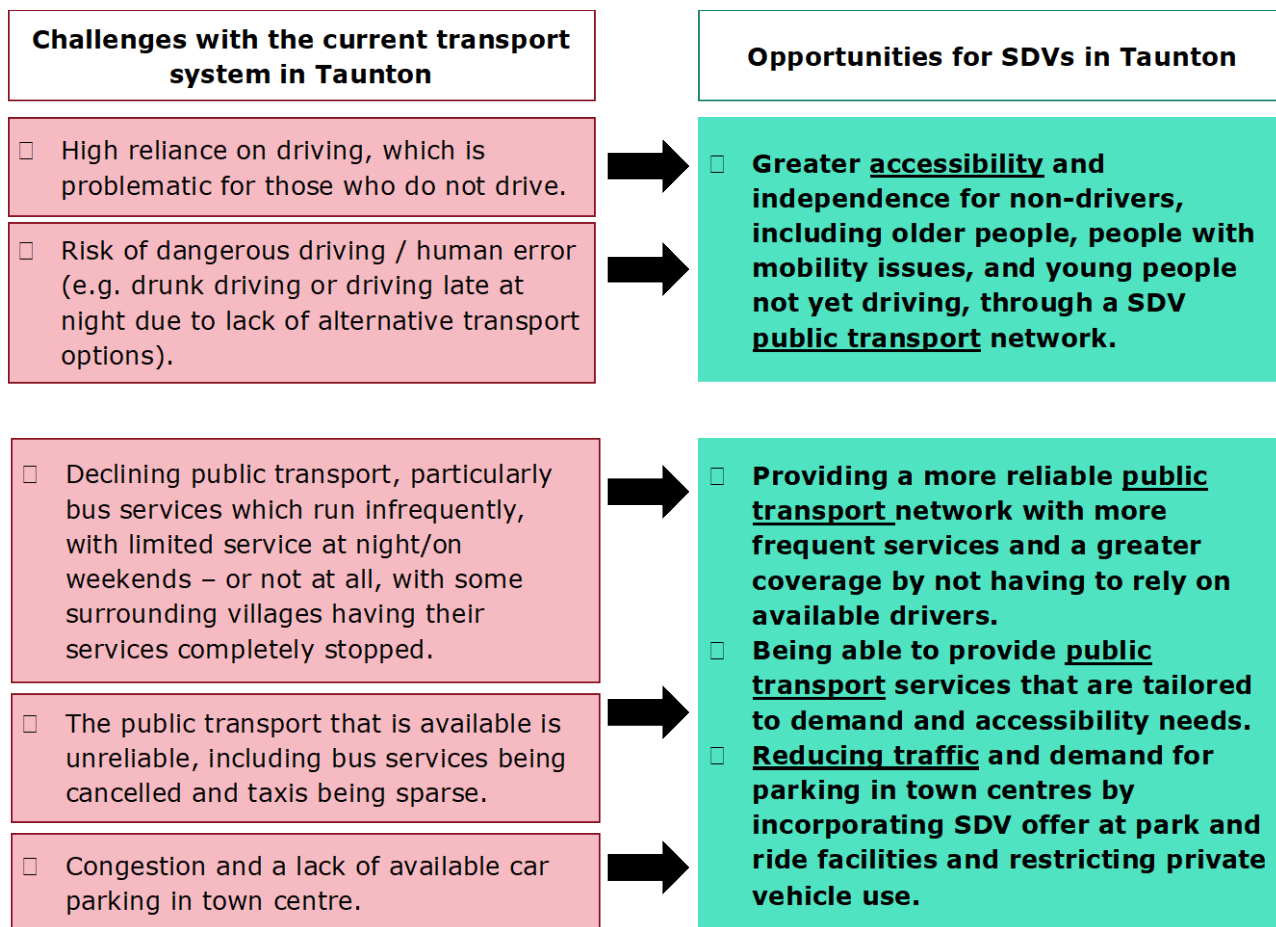 Challenges with the current transport
system in Taunton
Opportunities for SDVs in Taunton
High reliance on driving, which is
problematic for those who do not drive.
Risk of dangerous driving / human error
(e.g. drunk driving or driving late at
night due to lack of alternative transport
options).
Greater accessibility and
independence for non-drivers,
including older people, people with
mobility issues, and young people
not yet driving, through a SDV
public transport network.
Declining public transport, particularly
bus services which run infrequently,
with limited service at night/on
weekends – or not at all, with some
surrounding villages having their
services completely stopped.
The public transport that is available is
unreliable, including bus services being
cancelled and taxis being sparse.
Congestion and a lack of available car
parking in town centre.
Providing a more reliable public
transport network with more
frequent services and a greater
coverage by not having to rely on
available drivers.
Being able to provide public
transport services that are tailored
to demand and accessibility needs.
Reducing traffic and demand for
parking in town centres by
incorporating SDV offer at park and
ride facilities and restricting private
vehicle use.